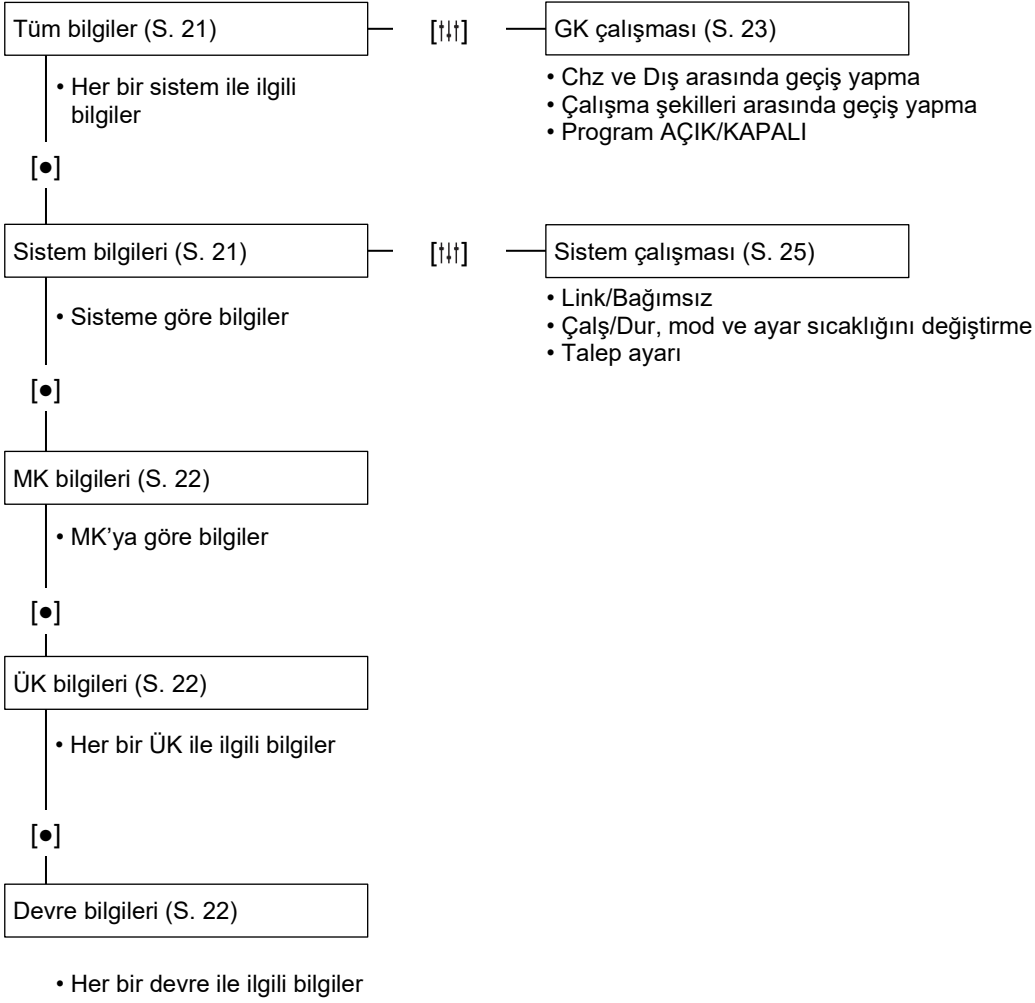 Tüm bilgiler (S. 21)
[ ]
GK çalışması (S. 23)
• Her bir sistem ile ilgili
bilgiler
• Chz ve Dış arasında geçiş yapma
• Çalışma şekilleri arasında geçiş yapma
• Program AÇIK/KAPALI
[●]
Sistem bilgileri (S. 21)
[ ]
Sistem çalışması (S. 25)
• Sisteme göre bilgiler
• Link/Bağımsız
• Çalş/Dur, mod ve ayar sıcaklığını değiştirme
• Talep ayarı
[●]
MK bilgileri (S. 22)
• MK’ya göre bilgiler
[●]
ÜK bilgileri (S. 22)
• Her bir ÜK ile ilgili bilgiler
[●]
Devre bilgileri (S. 22)
• Her bir devre ile ilgili bilgiler